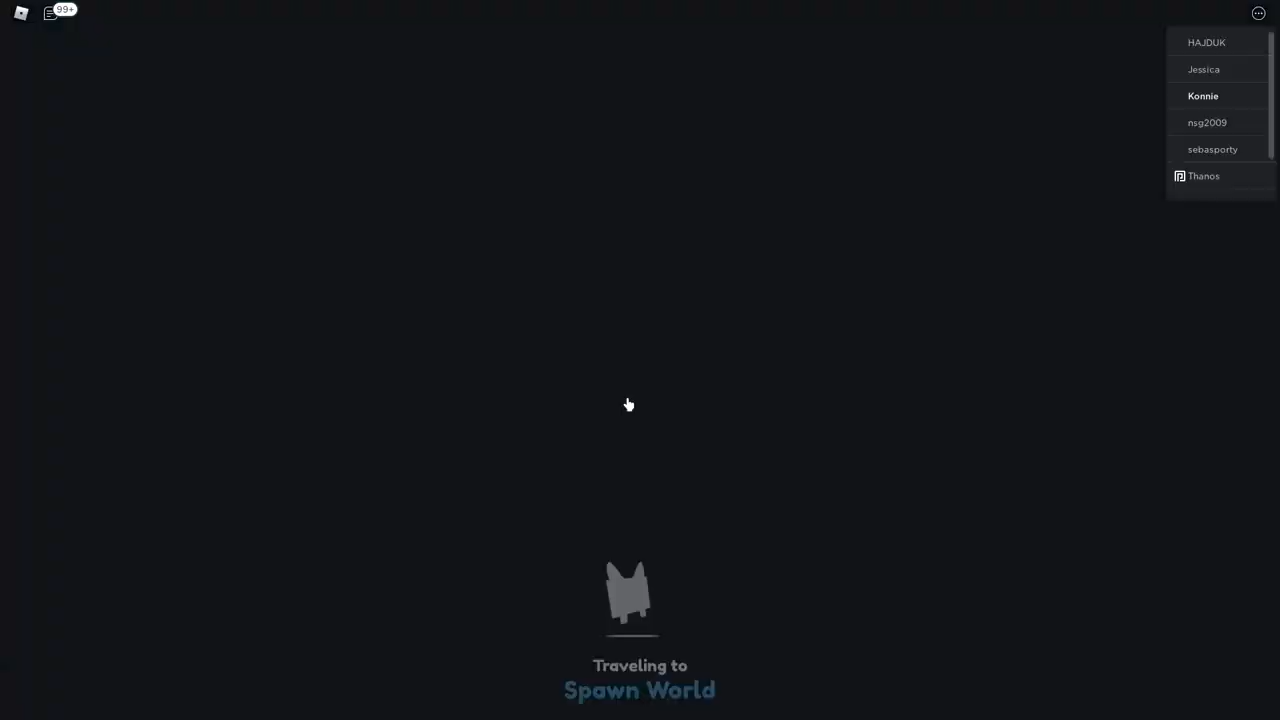 99+
HAJDUK
Jessica
Konnie
nsg2009
sebasporty
Thanos
Traveling to
Spawn World